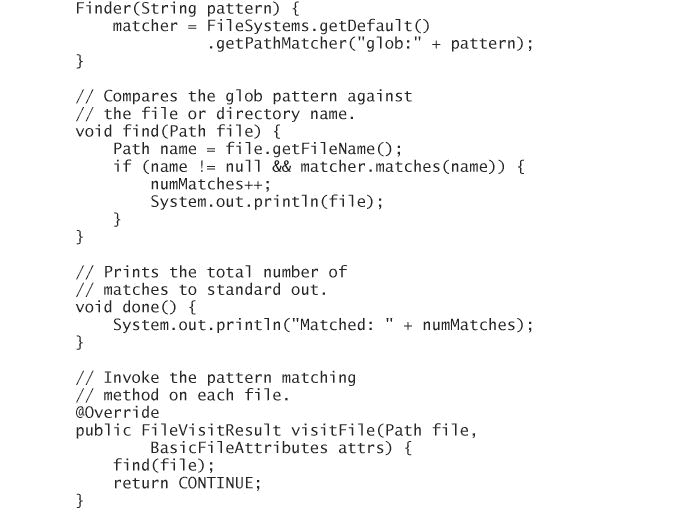 Finder(String pattern) {
    matcher = FileSystems.getDefault()
              .getPathMatcher("glob:" + pattern);
}

// Compares the glob pattern against
// the file or directory name.
void find(Path file) {
    Path name = file.getFileName();
    if (name != null && matcher.matches(name)) {
        numMatches++;
        System.out.println(file);
    }
}

// Prints the total number of
// matches to standard out.
void done() {
    System.out.println("Matched: " + numMatches);
}

// Invoke the pattern matching
// method on each file.
@Override
public FileVisitResult visitFile(Path file,
        BasicFileAttributes attrs) {
    find(file);
    return CONTINUE;
}